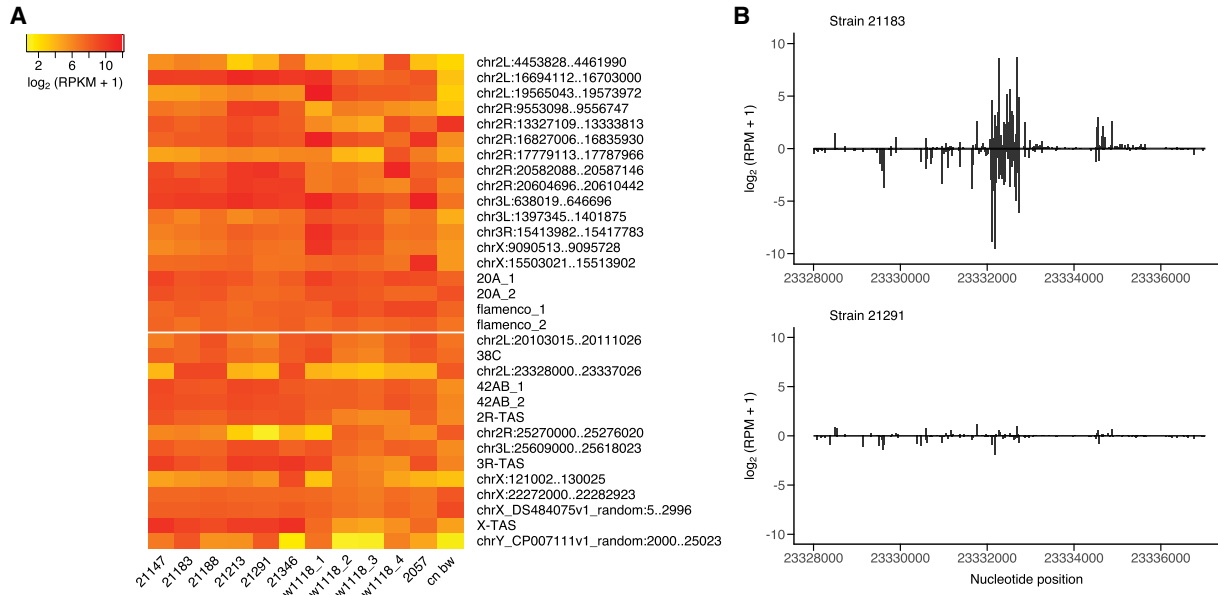 A
2 6 10
log2 (RPKM + 1)
chr2L:4453828..4461990
chr2L:16694112..16703000
chr2L:19565043..19573972
chr2R:9553098..9556747
chr2R:13327109..13333813
chr2R:16827006..16835930
chr2R:17779113..17787966
chr2R:20582088..20587146
chr2R:20604696..20610442
chr3L:638019..646696
chr3L:1397345..1401875
chr3R:15413982..15417783
chrX:9090513..9095728
chrX:15503021..15513902
20A_1
20A_2
flamenco_1
flamenco_2
chr2L:20103015..20111026
38C
chr2L:23328000..23337026
42AB_1
42AB_2
2R-TAS
chr2R:25270000..25276020
chr3L:25609000..25618023
3R-TAS
chrX:121002..130025
chrX:22272000..22282923
chrX_DS484075v1_random:5..2996
X-TAS
chrY_CP007111v1_random:2000..25023
21147 21183 21188 21213 21291 21346 w1118_1 w1118_2 w1118_3 w1118_4 2057 cn bw
B
Strain 21183
10
5
0
-5
-10
log2 (RPM + 1)
23328000 23330000 23332000 23334000 23336000
Strain 21291
10
5
0
-5
-10
log2 (RPM + 1)
23328000 23330000 23332000 23334000 23336000
Nucleotide position